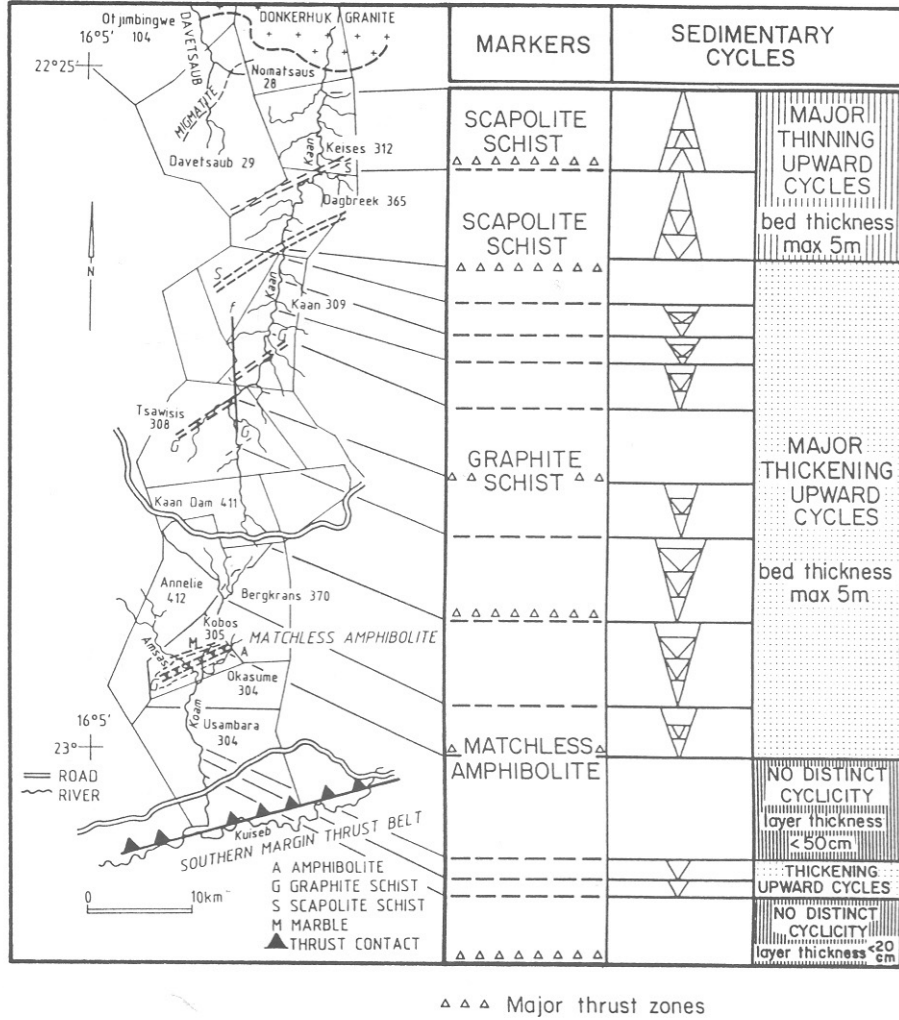 Otjimbingwe
104
16°5'
22°25'
DAVETSAUB
DONKERHUK GRANITE
Nomatsaus
28
MIGMATITE
Davetsaub 29
Kaan
Keises 312
S
Dagbreek 365
S
N
Kaan
Kaan 309
f
G
Tsawisis
308
G
G
Kaan Dam 411
Annelie
412
Bergkrans 370
Kobos
305
MATCHLESS AMPHIBOLITE
M
A
Amsas
G
Okasume
304
Kaam
Usambara
304
16°5'
23°
ROAD
RIVER
Kuiseb
SOUTHERN MARGIN THRUST BELT
A AMPHIBOLITE
G GRAPHITE SCHIST
S SCAPOLITE SCHIST
M MARBLE
THRUST CONTACT
0 10km
MARKERS
SCAPOLITE
SCHIST
SCAPOLITE
SCHIST
GRAPHITE
SCHIST
MATCHLESS
AMPHIBOLITE
SEDIMENTARY
CYCLES
MAJOR
THINNING
UPWARD
CYCLES
bed thickness
max 5m
MAJOR
THICKENING
UPWARD
CYCLES
bed thickness
max 5m
NO DISTINCT
CYCLICITY
layer thickness
<50cm
THICKENING
UPWARD CYCLES
NO DISTINCT
CYCLICITY
layer thickness <20 cm
Major thrust zones